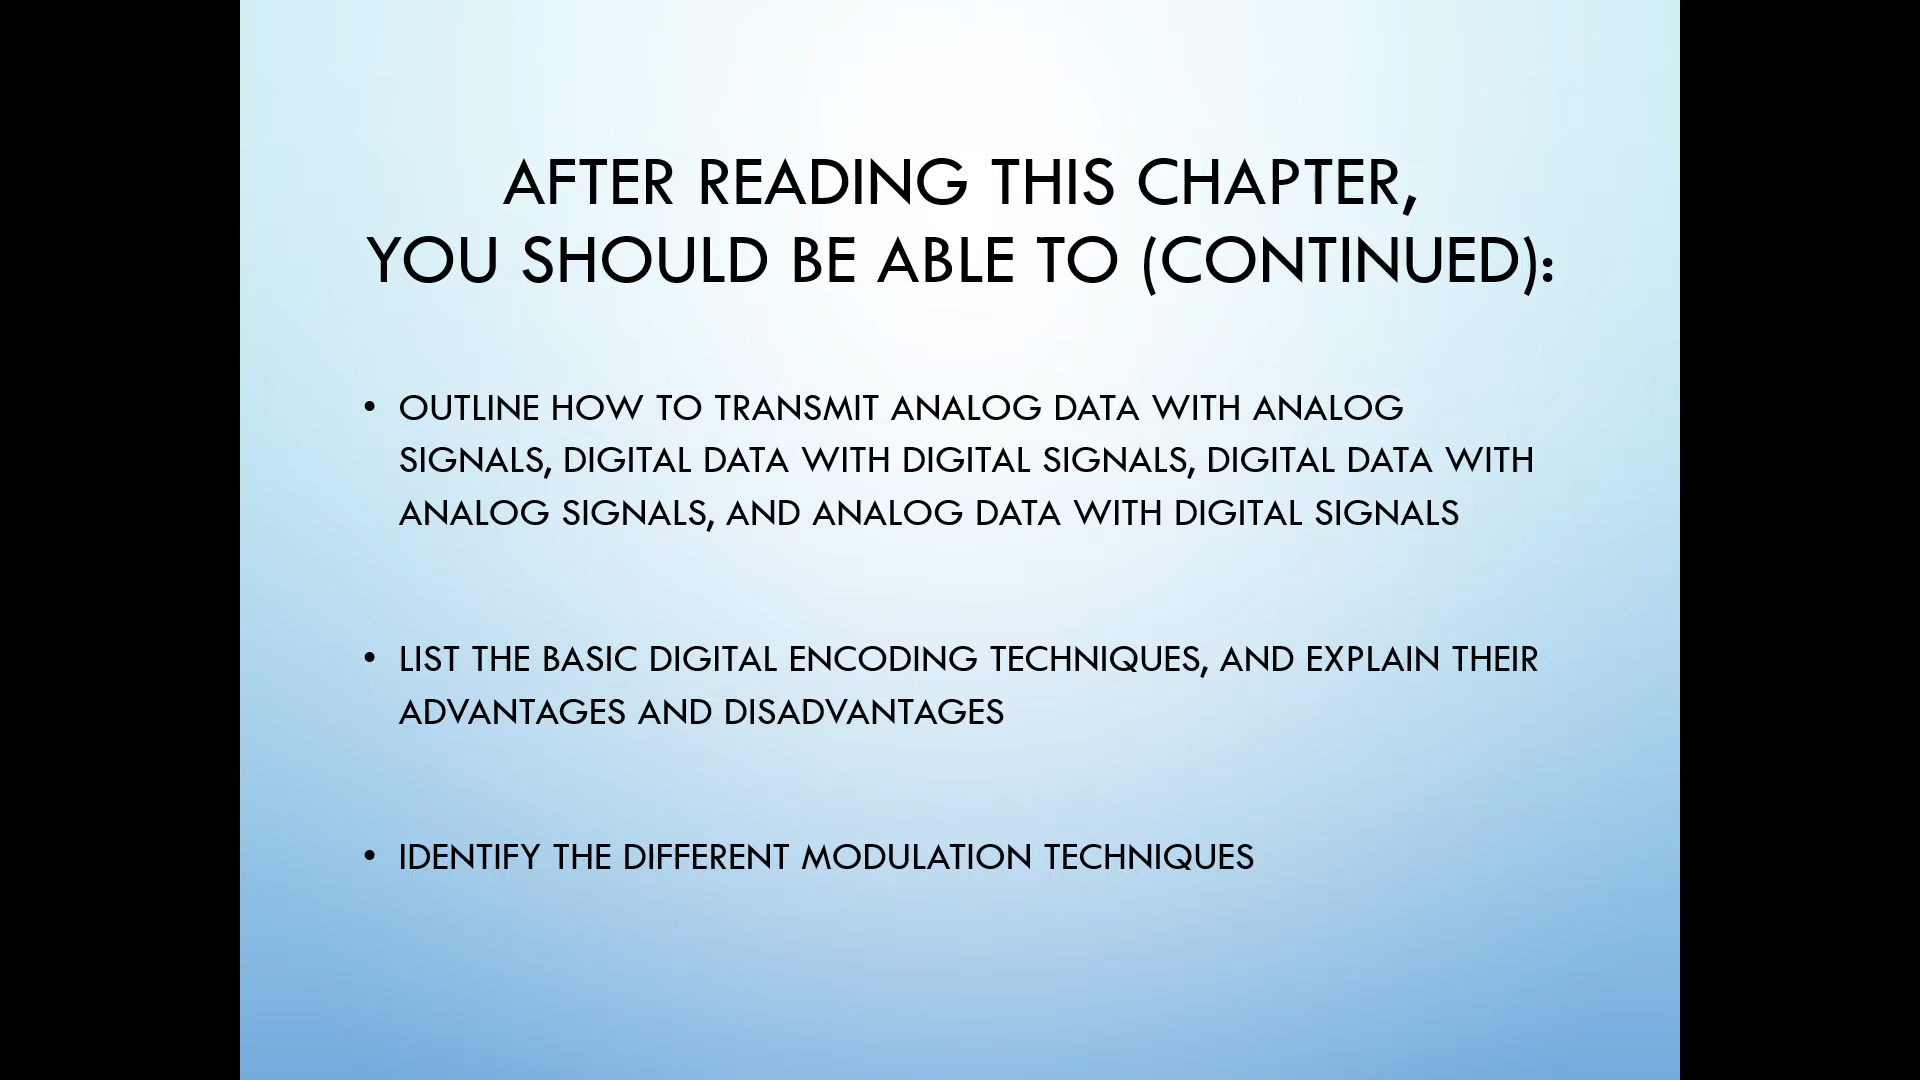 AFTER READING THIS CHAPTER,
YOU SHOULD BE ABLE TO (CONTINUED):
• OUTLINE HOW TO TRANSMIT ANALOG DATA WITH ANALOG
SIGNALS, DIGITAL DATA WITH DIGITAL SIGNALS, DIGITAL DATA WITH
ANALOG SIGNALS, AND ANALOG DATA WITH DIGITAL SIGNALS
• LIST THE BASIC DIGITAL ENCODING TECHNIQUES, AND EXPLAIN THEIR
ADVANTAGES AND DISADVANTAGES
• IDENTIFY THE DIFFERENT MODULATION TECHNIQUES